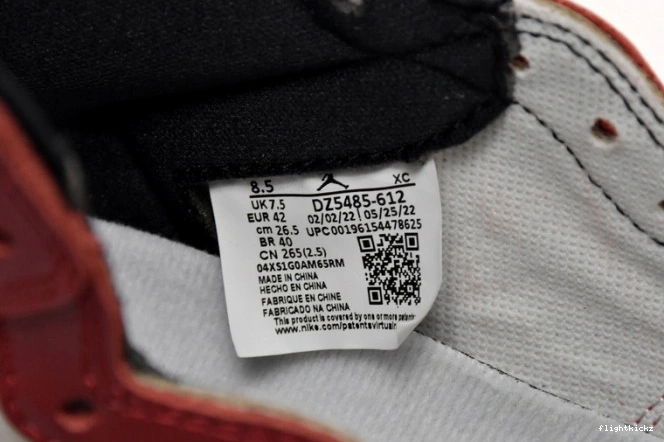 8.5 XC
UK 7.5 DZ5485-612
EUR 42 02/02/22 | 05/25/22
cm 26.5 UPC00196154478625
BR 40
CN 265(2.5)
04XS1G0AM65RM
MADE IN CHINA
HECHO EN CHINA
FABRIQUE EN CHINE
FABRICADO NA CHINA
This product is covered by one or more patents
www.nike.com/patentsvirtual
flightkickz